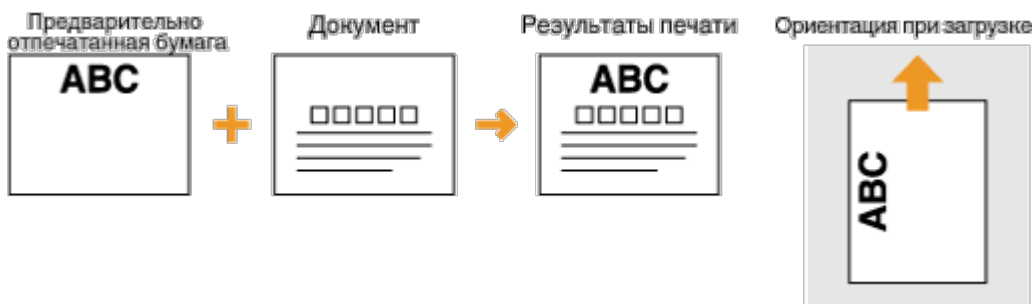 Предварительно
отпечатанная бумага
Документ
Результаты печати
Ориентация при загрузке
ABC
ABC
ABC